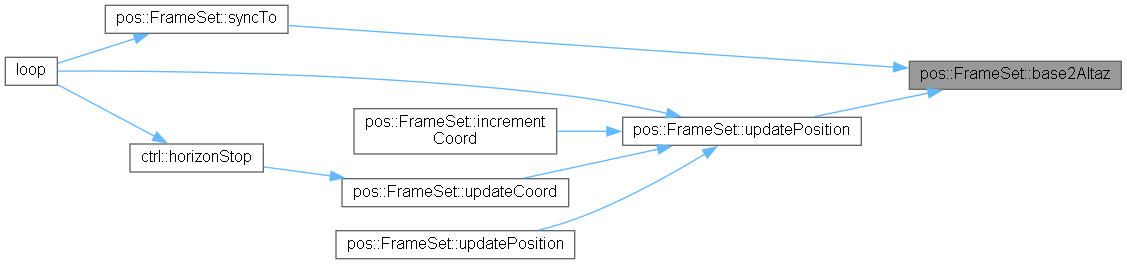 pos::FrameSet::syncTo
loop
pos::FrameSet::base2Altaz
pos::FrameSet::increment
Coord
pos::FrameSet::updatePosition
ctrl::horizonStop
pos::FrameSet::updateCoord
pos::FrameSet::updatePosition